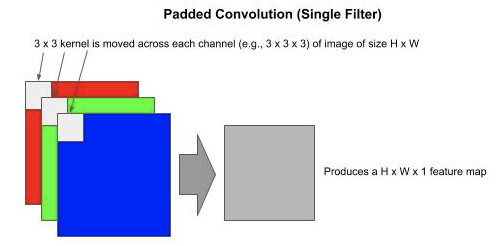 Padded Convolution (Single Filter)
3 x 3 kernel is moved across each channel (e.g., 3 x 3 x 3) of image of size H x W
Produces a H x W x 1 feature map